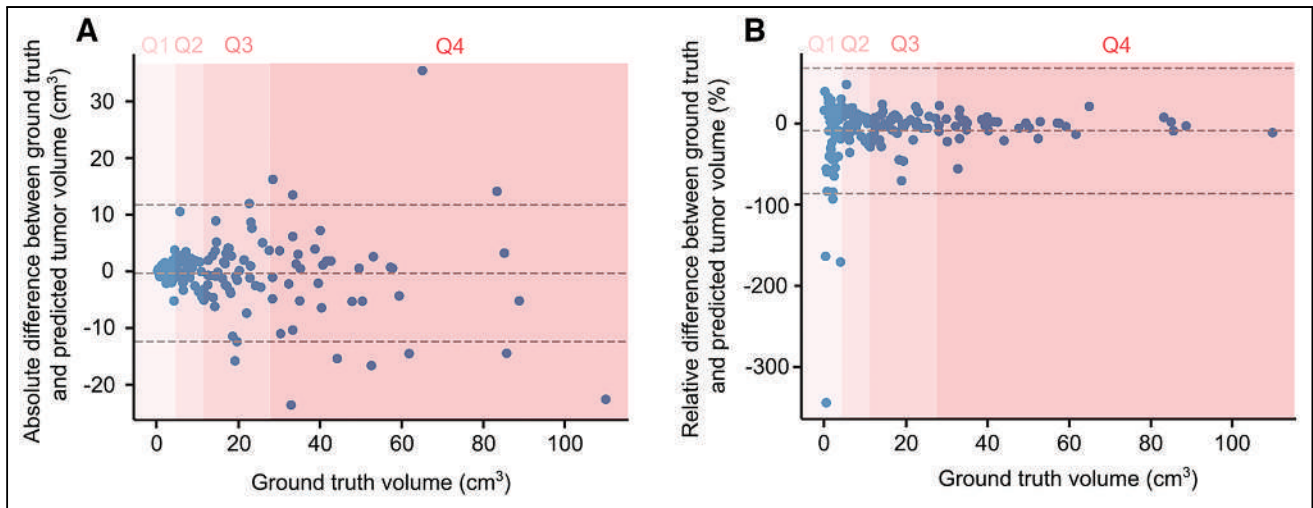 A
Q1 Q2 Q3 Q4
Absolute difference between ground truth
and predicted tumor volume (cm³)
30
20
10
0
-10
-20
0 20 40 60 80 100
Ground truth volume (cm³)
B
Q1 Q2 Q3 Q4
Relative difference between ground truth
and predicted tumor volume (%)
0
-100
-200
-300
0 20 40 60 80 100
Ground truth volume (cm³)